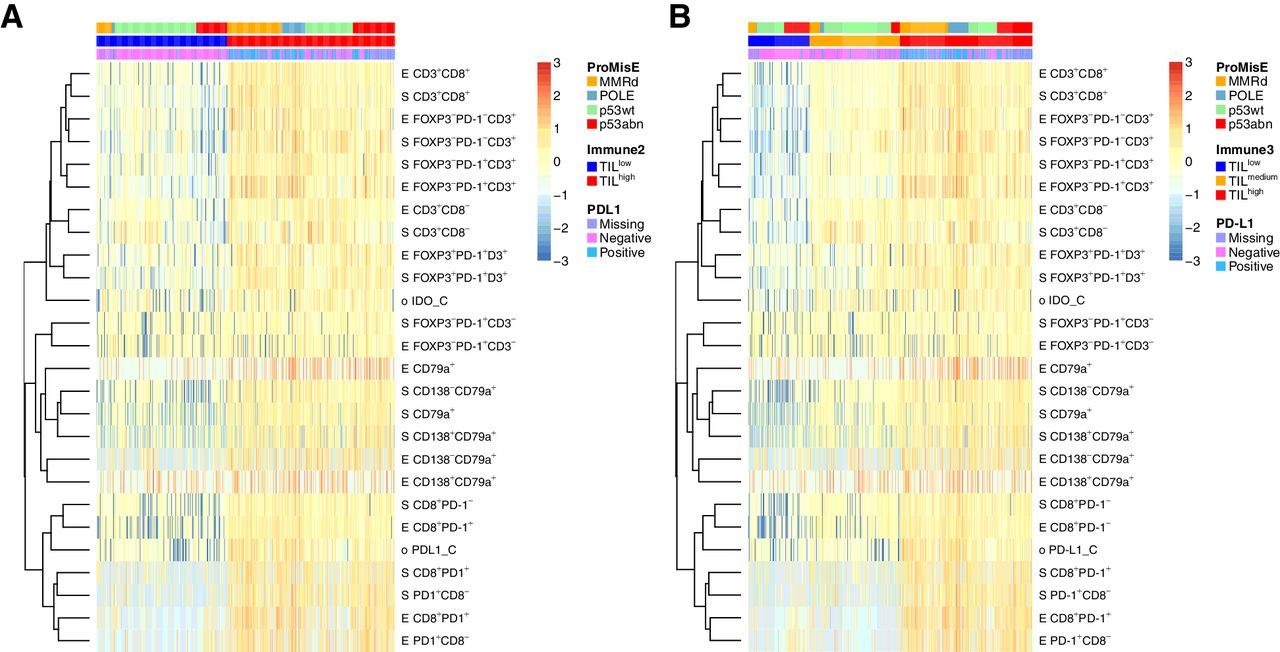 A
3
2
1
0
−1
−2
−3
ProMisE
MMRd
POLE
p53wt
p53abn
Immune2
TILlow
TILhigh
PDL1
Missing
Negative
Positive
E CD3+CD8+
S CD3+CD8+
E FOXP3−PD-1−CD3+
S FOXP3−PD-1−CD3+
S FOXP3−PD-1+CD3+
E FOXP3−PD-1+CD3+
E CD3+CD8−
S CD3+CD8−
E FOXP3+PD-1+D3+
S FOXP3+PD-1+D3+
o IDO_C
S FOXP3−PD-1+CD3−
E FOXP3−PD-1+CD3−
E CD79a+
S CD138−CD79a+
S CD79a+
S CD138+CD79a+
E CD138−CD79a+
E CD138+CD79a+
S CD8+PD-1−
E CD8+PD-1+
o PDL1_C
S CD8+PD1+
S PD1+CD8−
E CD8+PD1+
E PD1+CD8−
B
3
2
1
0
−1
−2
−3
ProMisE
MMRd
POLE
p53wt
p53abn
Immune3
TILlow
TILmedium
TILhigh
PD-L1
Missing
Negative
Positive
E CD3+CD8+
S CD3+CD8+
E FOXP3−PD-1−CD3+
S FOXP3−PD-1−CD3+
S FOXP3−PD-1+CD3+
E FOXP3−PD-1+CD3+
E CD3+CD8−
S CD3+CD8−
E FOXP3+PD-1+D3+
S FOXP3+PD-1+D3+
o IDO_C
S FOXP3−PD-1+CD3−
E FOXP3−PD-1+CD3−
E CD79a+
S CD138−CD79a+
S CD79a+
S CD138+CD79a+
E CD138−CD79a+
E CD138+CD79a+
S CD8+PD-1−
E CD8+PD-1−
o PD-L1_C
S CD8+PD-1+
S PD-1+CD8−
E CD8+PD-1+
E PD-1+CD8−